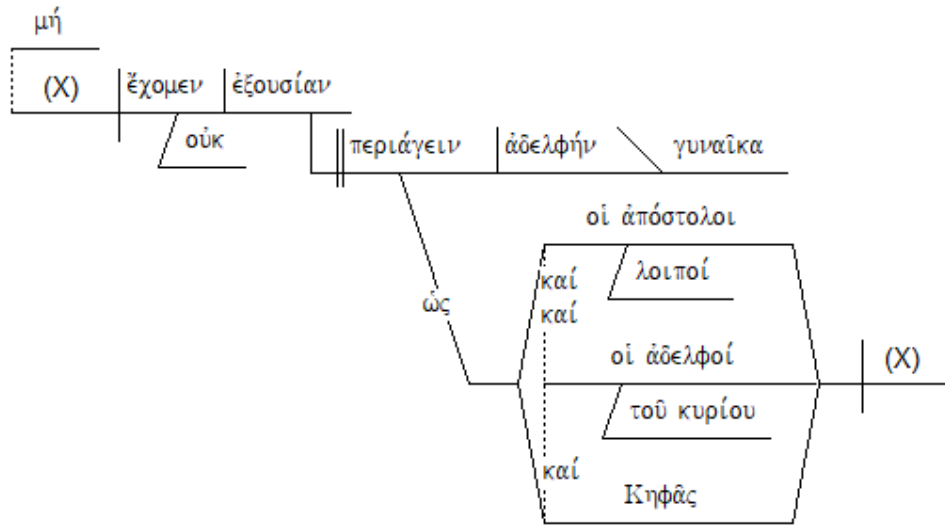 μή
(X) ἔχομεν ἐξουσίαν
οὐκ
περιάγειν ἀδελφήν γυναῖκα
οἱ ἀπόστολοι
καί λοιποί
ὡς καί
οἱ ἀδελφοί (X)
τοῦ κυρίου
καί
Κηφᾶς